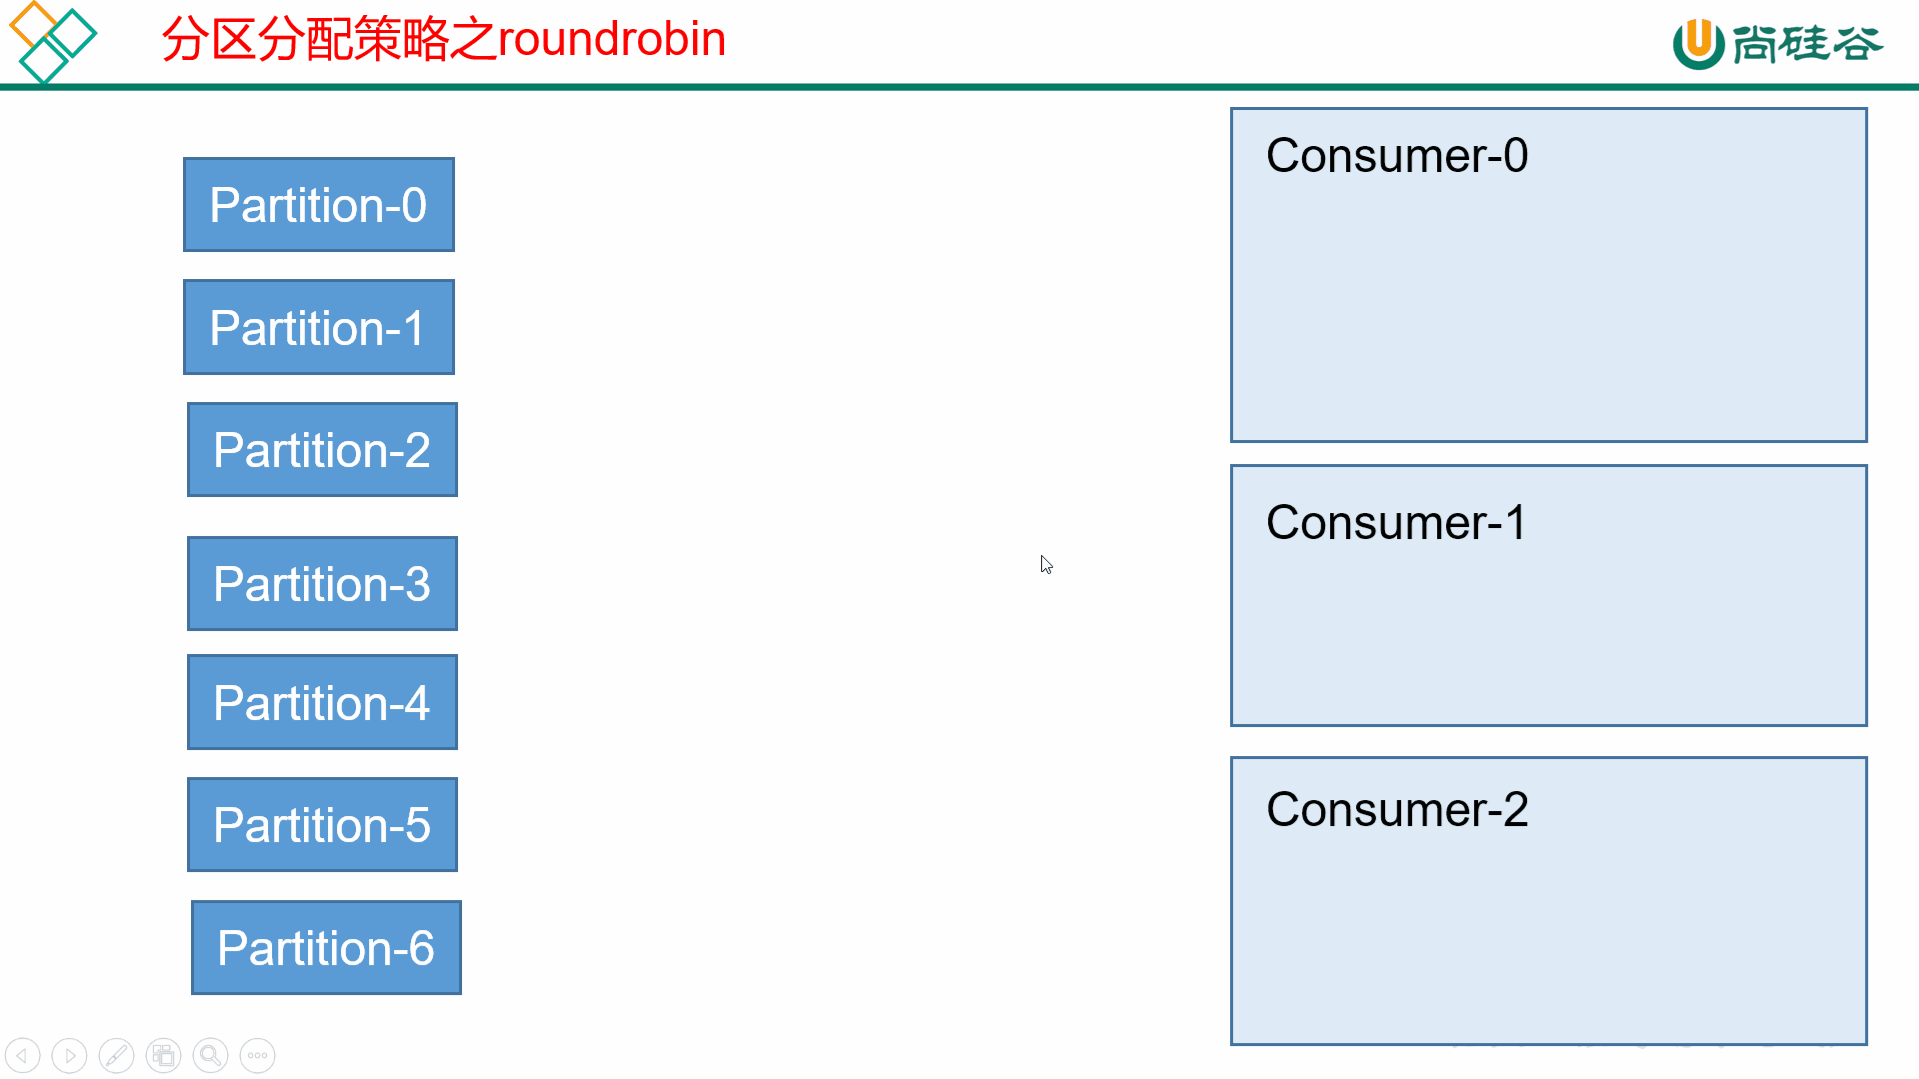 分区分配策略之roundrobin
尚硅谷
Partition-0
Partition-1
Partition-2
Partition-3
Partition-4
Partition-5
Partition-6
Consumer-0
Consumer-1
Consumer-2